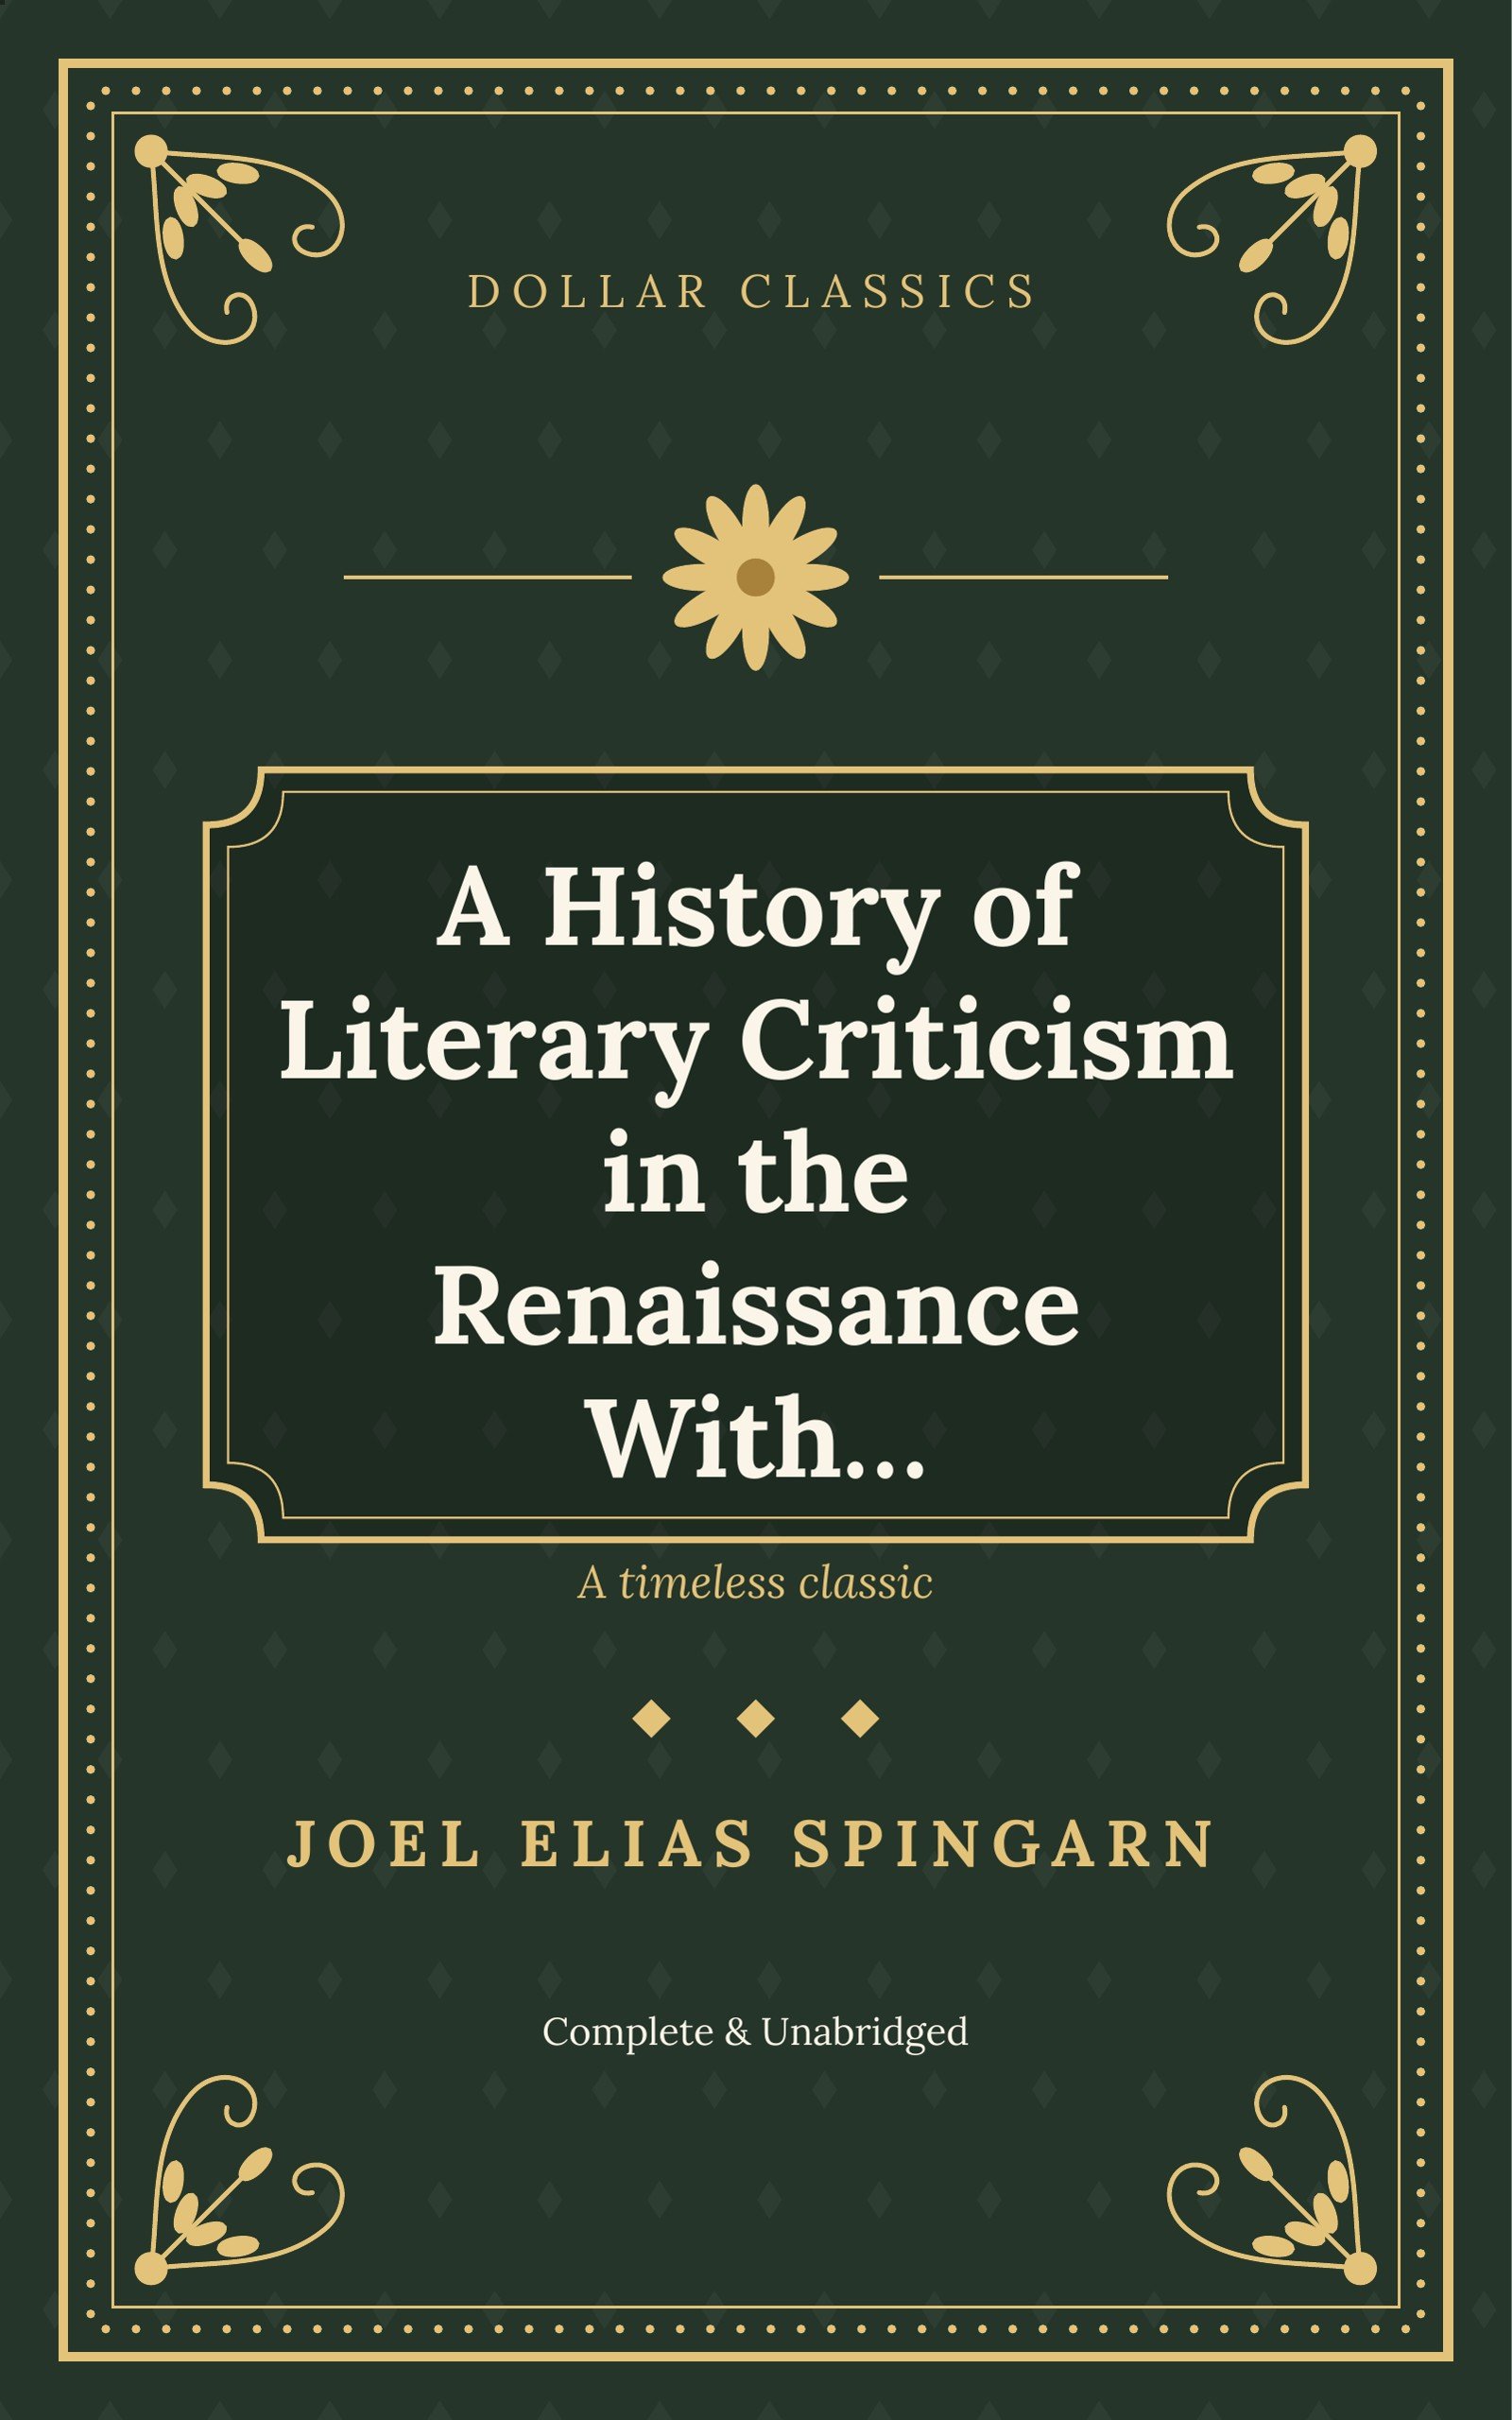 DOLLAR CLASSICS
A History of
Literary Criticism
in the
Renaissance
With...
A timeless classic
JOEL ELIAS SPINGARN
Complete & Unabridged